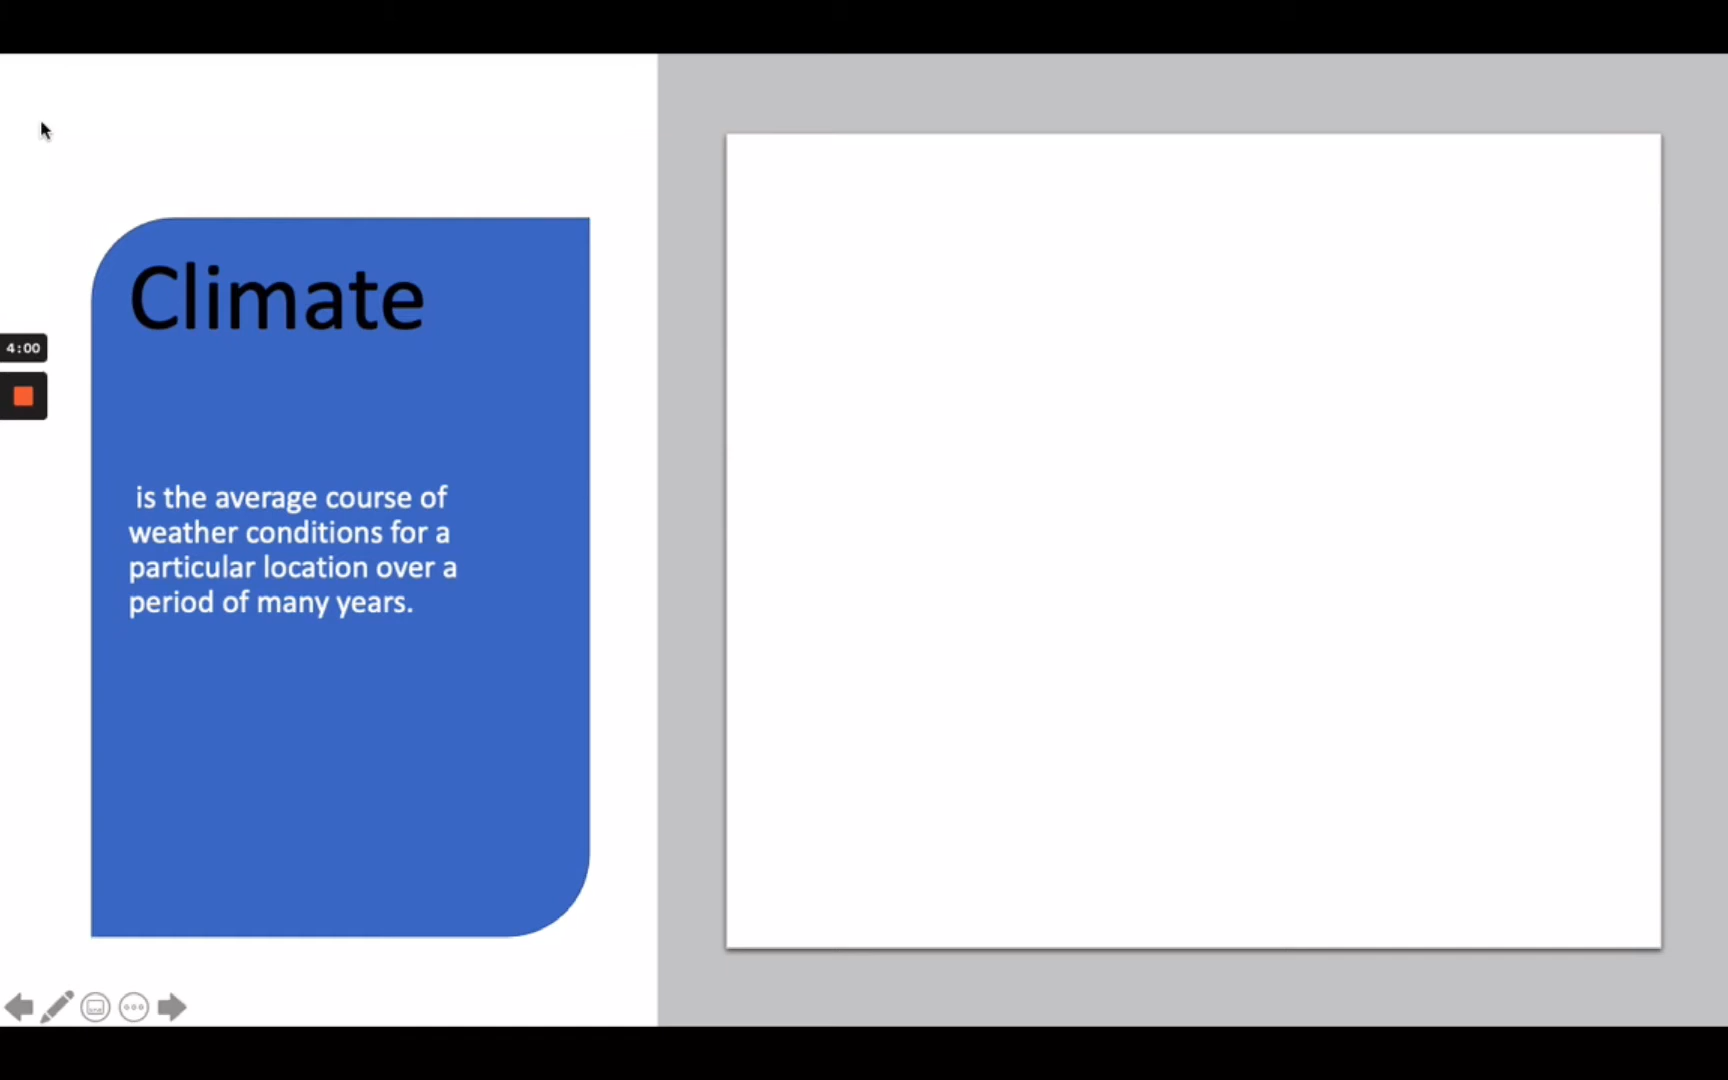 Climate
is the average course of
weather conditions for a
particular location over a
period of many years.
4:00